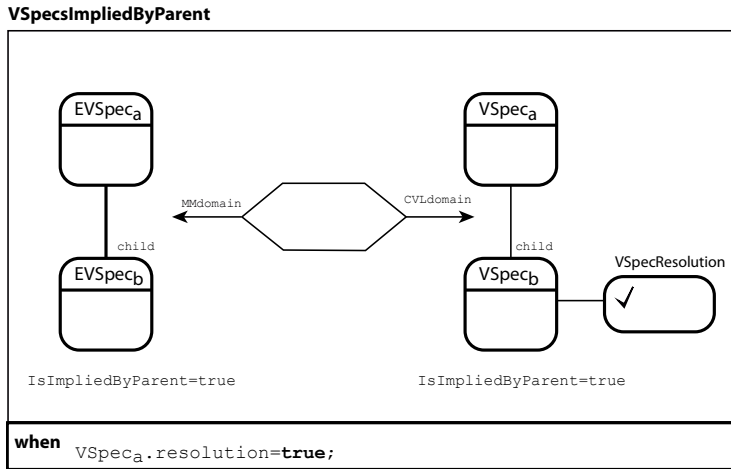 VSpecsImpliedByParent
EVSpeca
VSpeca
MMdomain
CVLdomain
child
child
EVSpecb
VSpecb
VSpecResolution
IsImpliedByParent=true
IsImpliedByParent=true
when VSpeca.resolution=true;